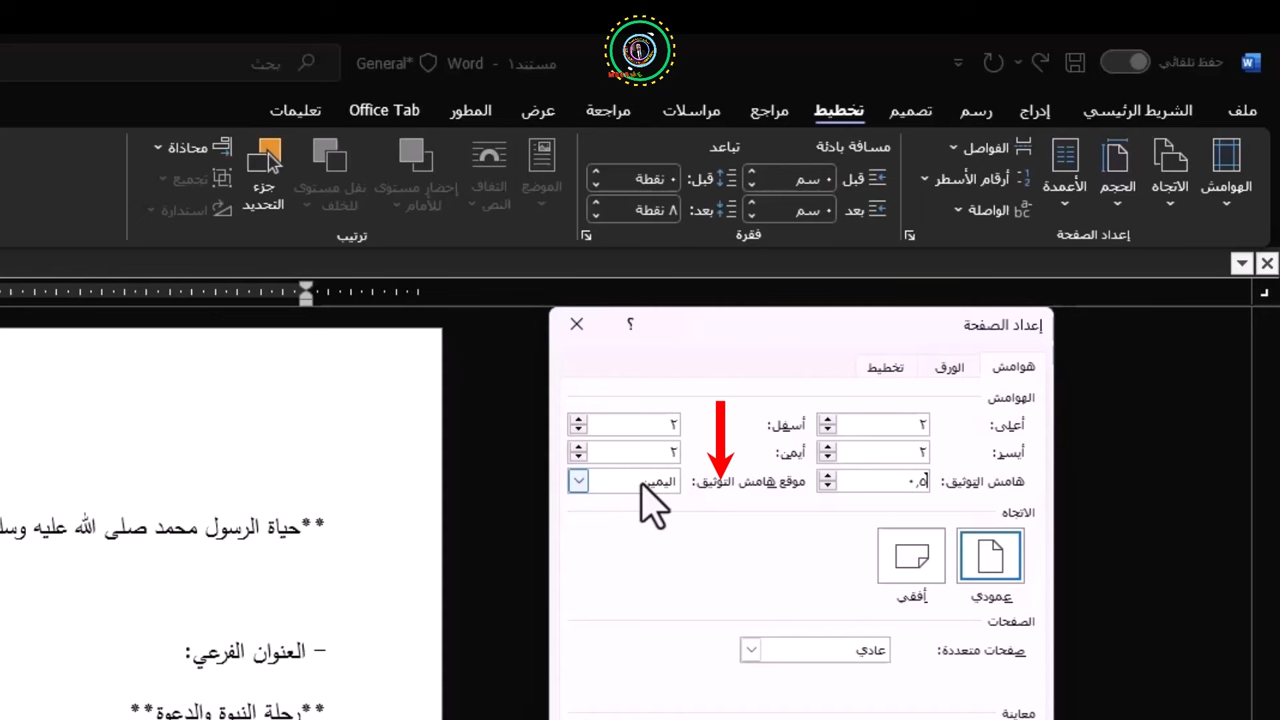 حفظ تلقائي
مستند١ - Word
General*
بحث
ملف الشريط الرئيسي إدراج رسم تصميم تخطيط مراجع مراسلات مراجعة عرض المطور Office Tab تعليمات
الهوامش
الاتجاه
الحجم
الأعمدة
الفواصل
أرقام الأسطر
الواصلة
إعداد الصفحة
مسافة بادئة
قبل ٠ سم
بعد ٠ سم
تباعد
قبل: ٠ نقطة
بعد: ٨ نقطة
فقرة
الموضع
التفاف النص
إحضار مستوى للأمام
نقل مستوى للخلف
جزء التحديد
محاذاة
تجميع
استدارة
ترتيب
إعداد الصفحة ؟
هوامش الورق تخطيط
الهوامش
أعلى: ٢ أسفل: ٢
أيسر: ٢ أيمن: ٢
هامش التوثيق: ٠,٥ موقع هامش التوثيق: اليمين
الاتجاه
عمودي أفقي
الصفحات
صفحات متعددة: عادي
معاينة
**حياة الرسول محمد صلى الله عليه
– العنوان الفرعي:
**رحلة النبوة والدعوة**